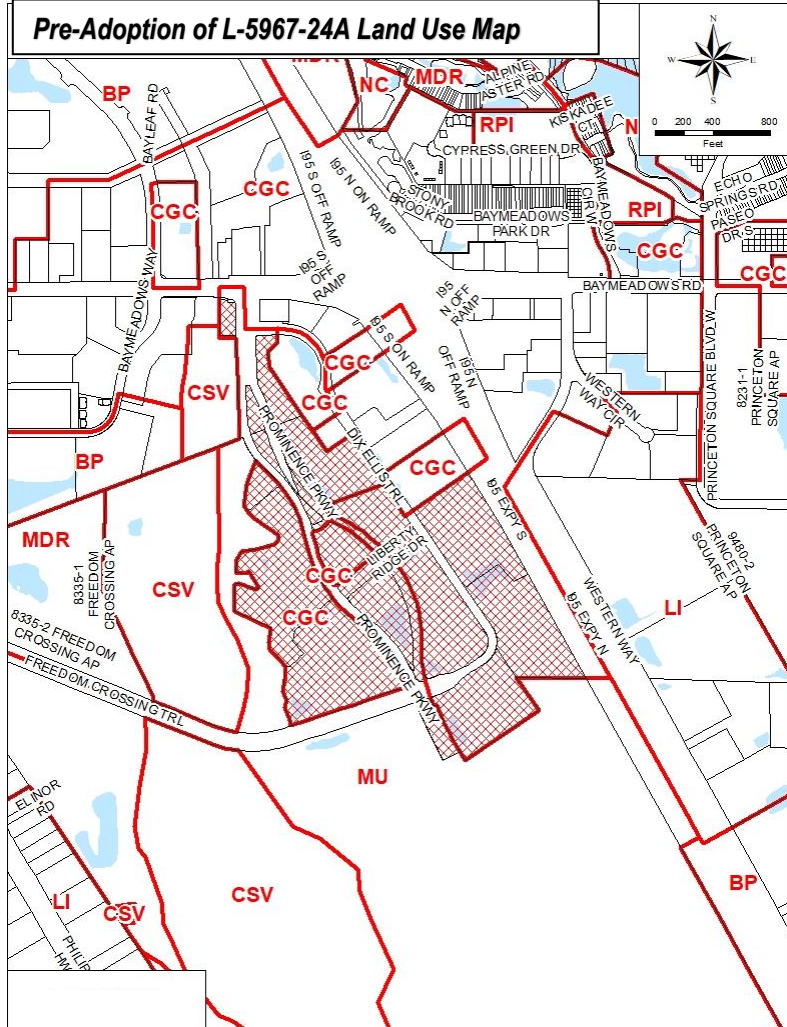 Pre-Adoption of L-5967-24A Land Use Map
N
W
E
S
0 200 400 800
Feet
MDR
NC
MDR
ALPINE
ASTER RD
BP
BAYLEAF RD
RPI
KISKADEE
CT
N
CYPRESS GREEN DR
I95 S OFF RAMP
I95 N ON RAMP
CGC
CGC
STONY
BROOK RD
BAYMEADOWS
CIR W
ECHO
SPRINGS RD
RPI
PASEO
DR S
BAYMEADOWS
PARK DR
CGC
CGC
I95 S
OFF
RAMP
I95
N OFF
RAMP
BAYMEADOWS RD
BAYMEADOWS WAY
I95 S ON RAMP
I95 N
OFF RAMP
CGC
CSV
CGC
WESTERN
WAY CIR
PRINCETON SQUARE BLVD W
8231-1
PRINCETON
SQUARE AP
PROMINENCE PKWY
DIX ELLIS TRL
BP
CGC
I95 EXPY S
MDR
8335-1
FREEDOM
CROSSING AP
CSV
LIBERTY
RIDGE DR
CGC
CGC
9480-2
PRINCETON
SQUARE AP
WESTERN WAY
I95 EXPY N
LI
8335-2 FREEDOM
CROSSING AP
FREEDOM CROSSING TRL
PROMINENCE PKWY
MU
ELINOR
RD
CSV
BP
LI
CSV
PHILIP
HW